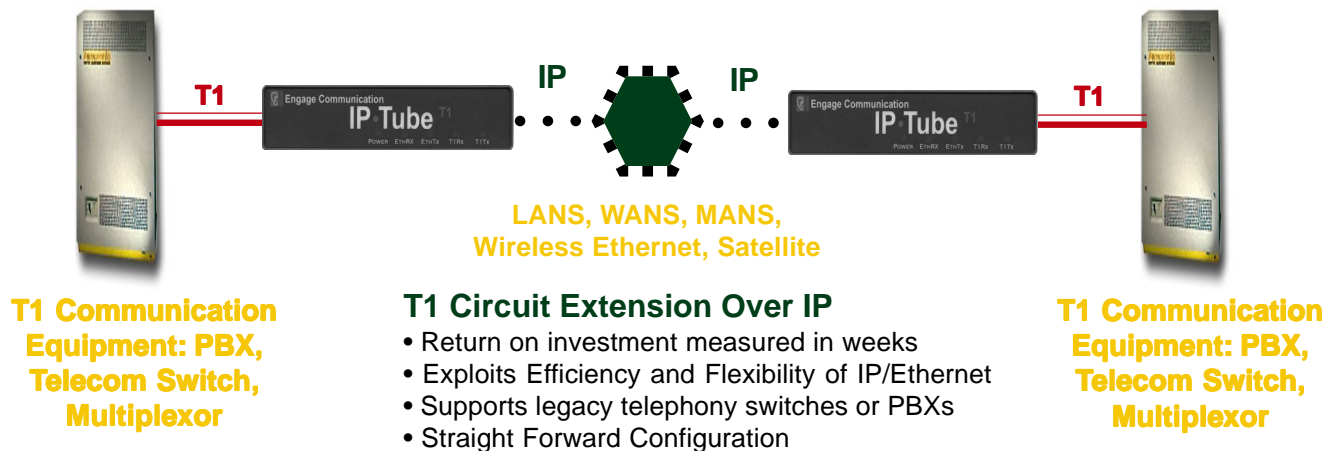 T1
Engage Communication
IP•Tube T1
POWER ETHRX ETHTX T1RX T1TX
IP
IP
Engage Communication
IP•Tube T1
POWER ETHRX ETHTX T1RX T1TX
T1
LANS, WANS, MANS,
Wireless Ethernet, Satellite
T1 Communication
Equipment: PBX,
Telecom Switch,
Multiplexor
T1 Circuit Extension Over IP
• Return on investment measured in weeks
• Exploits Efficiency and Flexibility of IP/Ethernet
• Supports legacy telephony switches or PBXs
• Straight Forward Configuration
T1 Communication
Equipment: PBX,
Telecom Switch,
Multiplexor